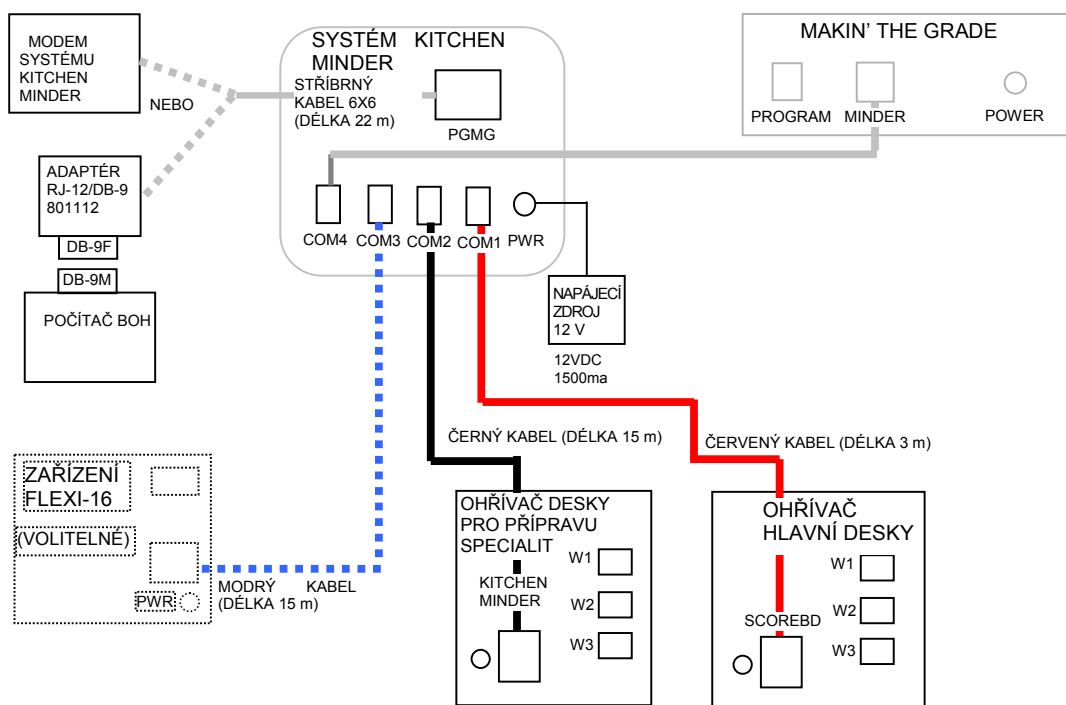 MODEM
SYSTÉMU
KITCHEN
MINDER
NEBO
ADAPTÉR
RJ-12/DB-9
801112
DB-9F
DB-9M
POČÍTAČ BOH
SYSTÉM KITCHEN
MINDER
STŘÍBRNÝ
KABEL 6X6
(DÉLKA 22 m)
PGMG
COM4
COM3
COM2
COM1
PWR
MAKIN’ THE GRADE
PROGRAM
MINDER
POWER
NAPÁJECÍ
ZDROJ
12 V
12VDC
1500ma
ČERNÝ KABEL (DÉLKA 15 m)
ČERVENÝ KABEL (DÉLKA 3 m)
ZAŘÍZENÍ
FLEXI-16
(VOLITELNÉ)
PWR
MODRÝ KABEL
(DÉLKA 15 m)
OHŘÍVAČ DESKY
PRO PŘÍPRAVU
SPECIALIT
W1
KITCHEN
MINDER
W2
W3
OHŘÍVAČ
HLAVNÍ DESKY
W1
W2
SCOREBD
W3